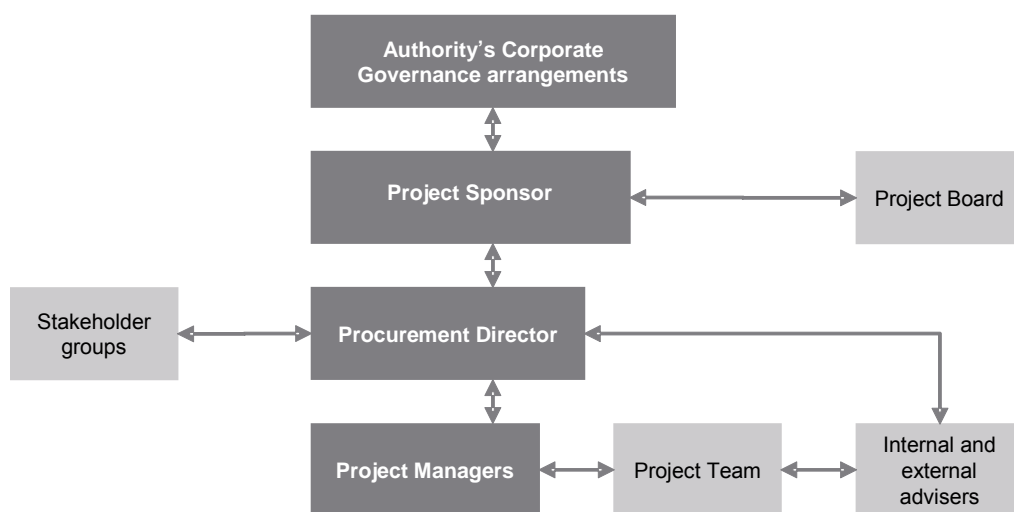 Authority's Corporate
Governance arrangements
Project Sponsor
Project Board
Stakeholder
groups
Procurement Director
Project Managers
Project Team
Internal and
external
advisers